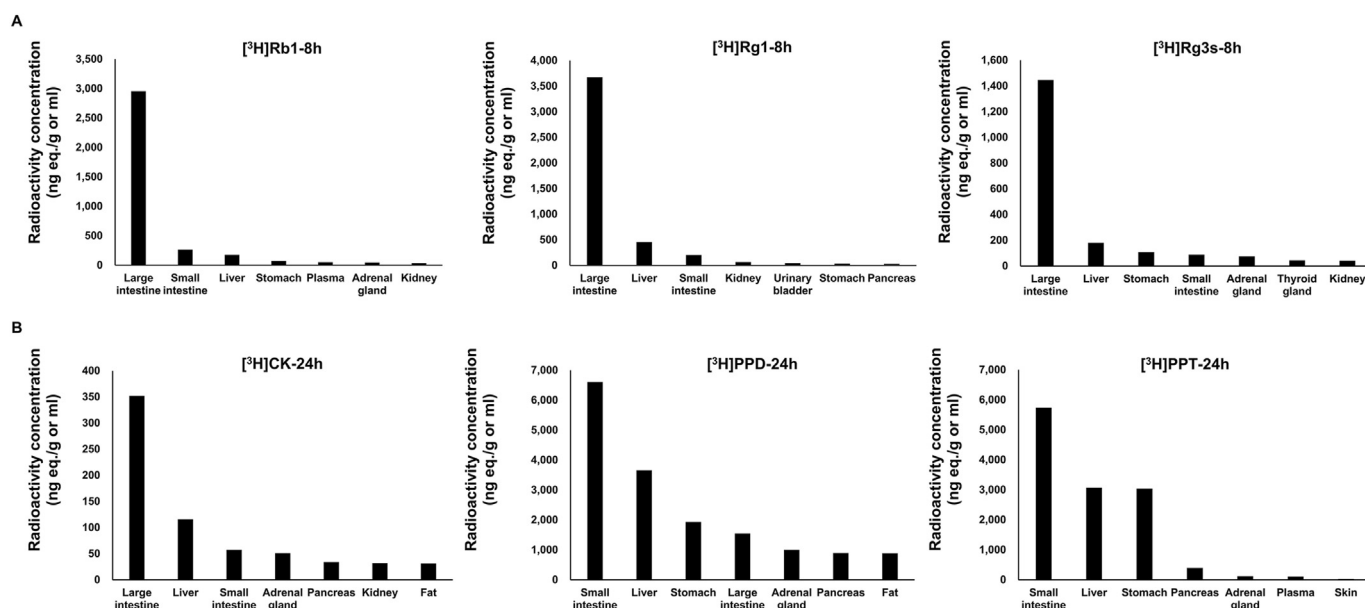 A
[³H]Rb1-8h
Radioactivity concentration
(ng eq./g or ml)
3,500
3,000
2,500
2,000
1,500
1,000
500
0
Large intestine
Small intestine
Liver
Stomach
Plasma
Adrenal gland
Kidney
[³H]Rg1-8h
Radioactivity concentration
(ng eq./g or ml)
4,000
3,500
3,000
2,500
2,000
1,500
1,000
500
0
Large intestine
Liver
Small intestine
Kidney
Urinary bladder
Stomach
Pancreas
[³H]Rg3s-8h
Radioactivity concentration
(ng eq./g or ml)
1,600
1,400
1,200
1,000
800
600
400
200
0
Large intestine
Liver
Stomach
Small intestine
Adrenal gland
Thyroid gland
Kidney
B
[³H]CK-24h
Radioactivity concentration
(ng eq./g or ml)
400
350
300
250
200
150
100
50
0
Large intestine
Liver
Small intestine
Adrenal gland
Pancreas
Kidney
Fat
[³H]PPD-24h
Radioactivity concentration
(ng eq./g or ml)
7,000
6,000
5,000
4,000
3,000
2,000
1,000
0
Small intestine
Liver
Stomach
Large intestine
Adrenal gland
Pancreas
Fat
[³H]PPT-24h
Radioactivity concentration
(ng eq./g or ml)
7,000
6,000
5,000
4,000
3,000
2,000
1,000
0
Small intestine
Liver
Stomach
Pancreas
Adrenal gland
Plasma
Skin